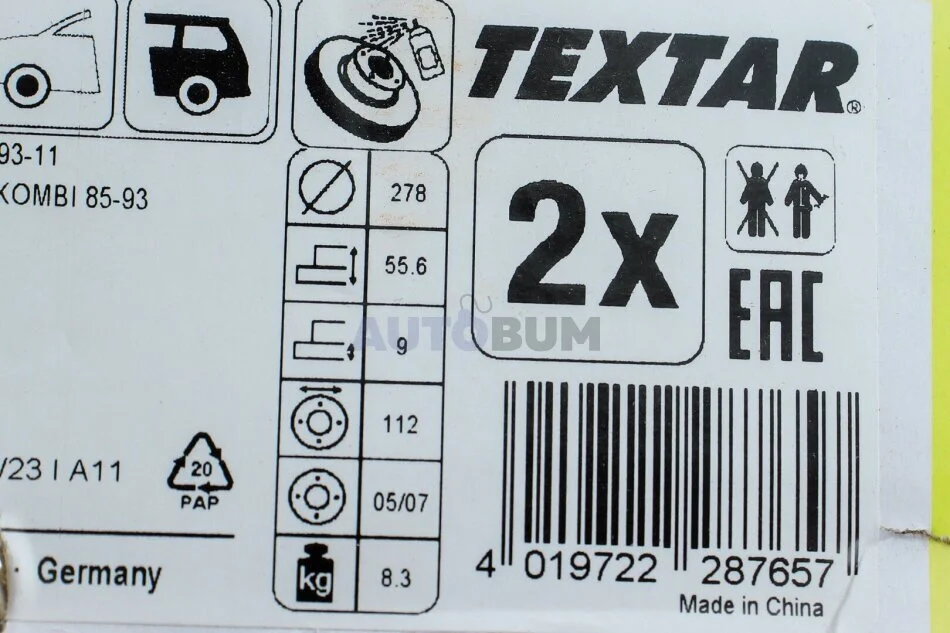 TEXTAR®
93-11
KOMBI 85-93
278
55.6
9
112
05/07
kg
8.3
2x
EAC
AUTOBUM
/23 I A11
20
PAP
· Germany
4 019722 287657
Made in China